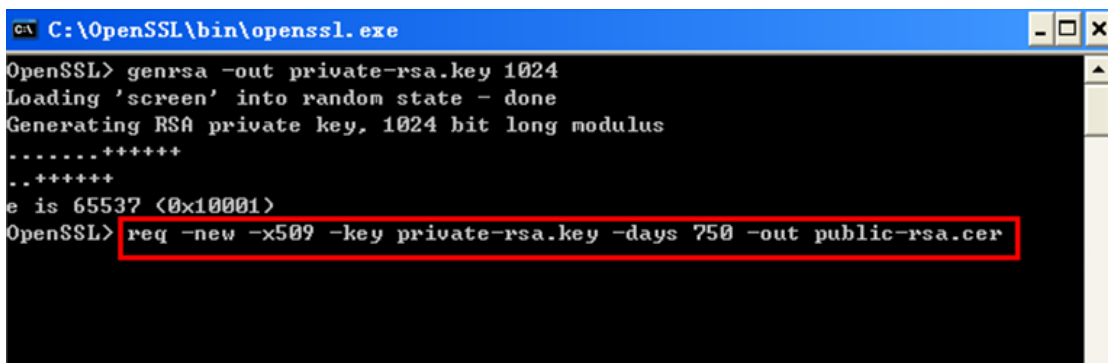 C:\OpenSSL\bin\openssl.exe
OpenSSL> genrsa -out private-rsa.key 1024
Loading 'screen' into random state - done
Generating RSA private key, 1024 bit long modulus
.......++++++
..++++++
e is 65537 (0x10001)
OpenSSL> req -new -x509 -key private-rsa.key -days 750 -out public-rsa.cer